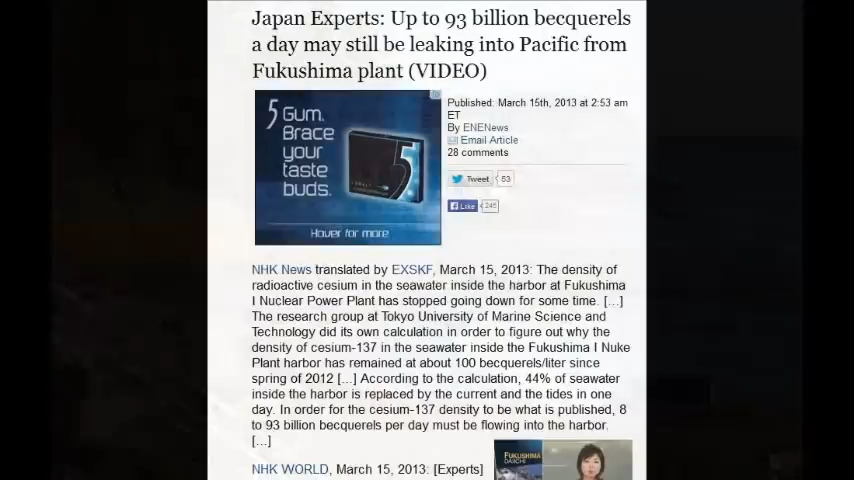 Japan Experts: Up to 93 billion becquerels
a day may still be leaking into Pacific from
Fukushima plant (VIDEO)
5 Gum.
Brace
your
taste
buds.
5
Hover for more
Published: March 15th, 2013 at 2:53 am
ET
By ENENews
Email Article
28 comments
Tweet 53
Like 245
NHK News translated by EXSKF, March 15, 2013: The density of
radioactive cesium in the seawater inside the harbor at Fukushima
I Nuclear Power Plant has stopped going down for some time. [...]
The research group at Tokyo University of Marine Science and
Technology did its own calculation in order to figure out why the
density of cesium-137 in the seawater inside the Fukushima I Nuke
Plant harbor has remained at about 100 becquerels/liter since
spring of 2012 [...] According to the calculation, 44% of seawater
inside the harbor is replaced by the current and the tides in one
day. In order for the cesium-137 density to be what is published, 8
to 93 billion becquerels per day must be flowing into the harbor.
[...]
NHK WORLD, March 15, 2013: [Experts]
FUKUSHIMA
DAIICHI